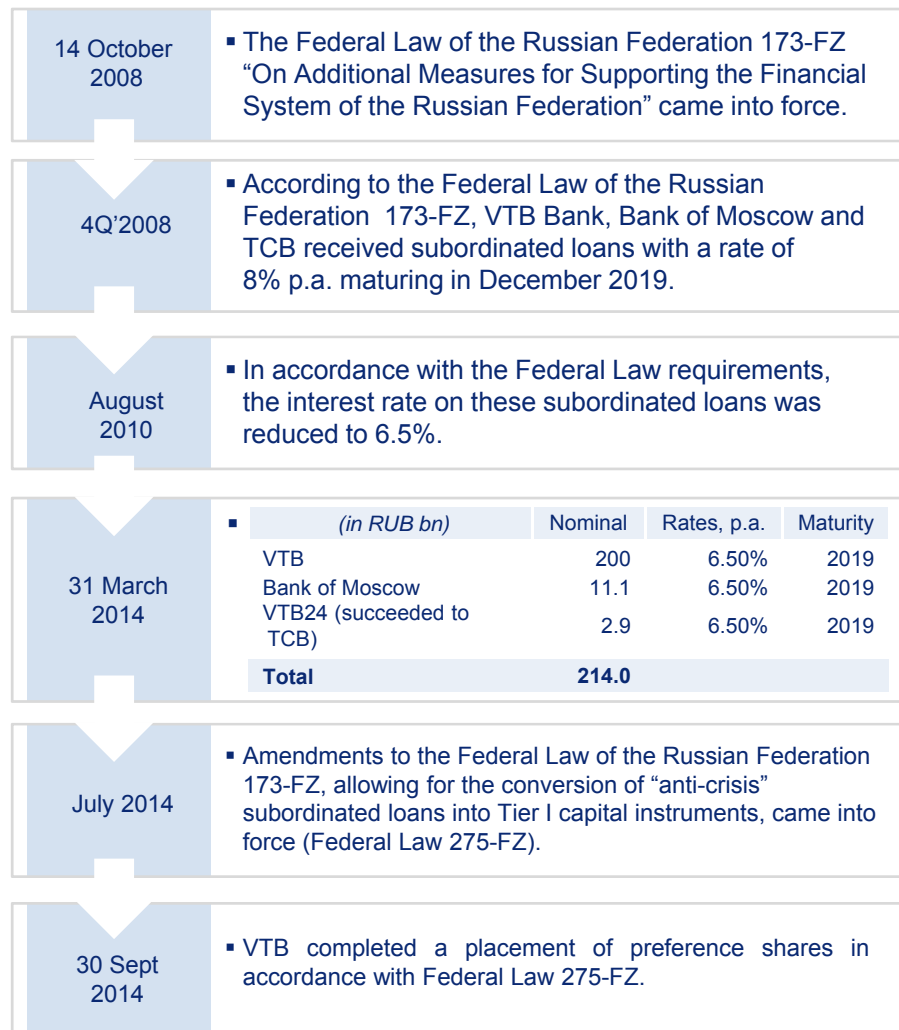 14 October
2008
▪ The Federal Law of the Russian Federation 173-FZ
“On Additional Measures for Supporting the Financial
System of the Russian Federation” came into force.
4Q’2008
▪ According to the Federal Law of the Russian
Federation 173-FZ, VTB Bank, Bank of Moscow and
TCB received subordinated loans with a rate of
8% p.a. maturing in December 2019.
August
2010
▪ In accordance with the Federal Law requirements,
the interest rate on these subordinated loans was
reduced to 6.5%.
31 March
2014
▪ (in RUB bn) Nominal Rates, p.a. Maturity
VTB 200 6.50% 2019
Bank of Moscow 11.1 6.50% 2019
VTB24 (succeeded to
TCB) 2.9 6.50% 2019
Total 214.0
July 2014
▪ Amendments to the Federal Law of the Russian Federation
173-FZ, allowing for the conversion of “anti-crisis”
subordinated loans into Tier I capital instruments, came into
force (Federal Law 275-FZ).
30 Sept
2014
▪ VTB completed a placement of preference shares in
accordance with Federal Law 275-FZ.